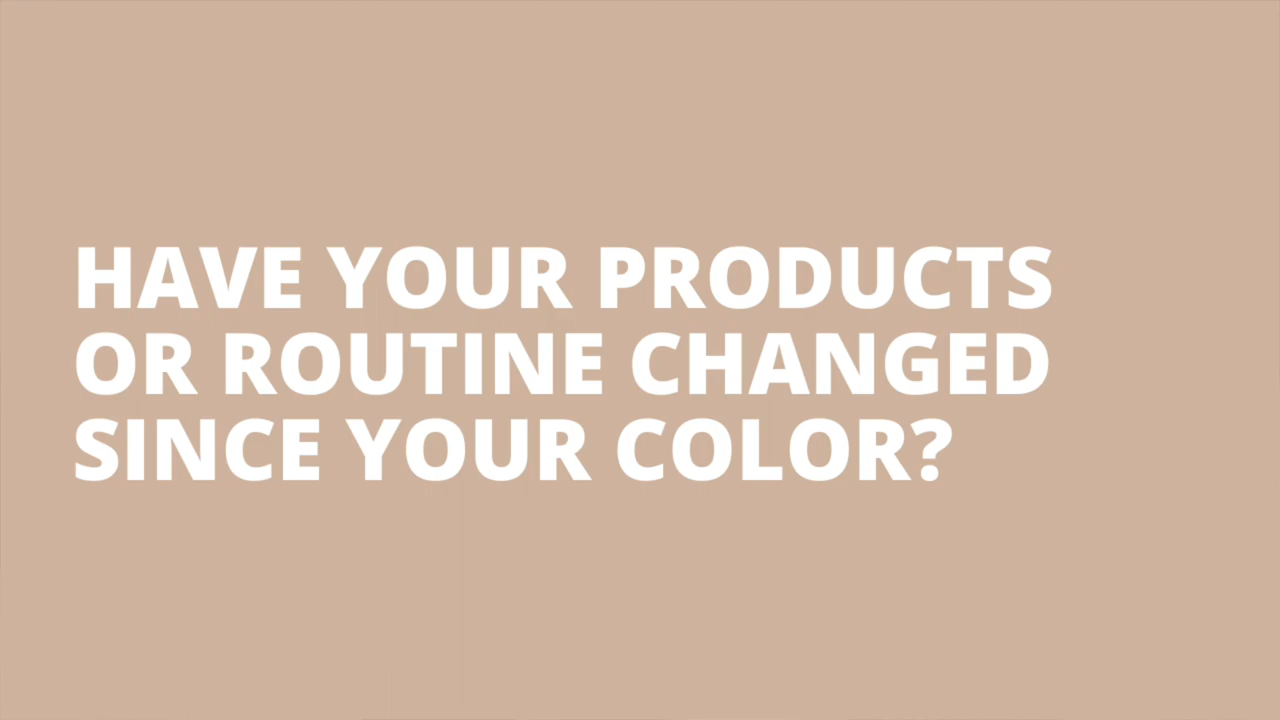 HAVE YOUR PRODUCTS
OR ROUTINE CHANGED
SINCE YOUR COLOR?